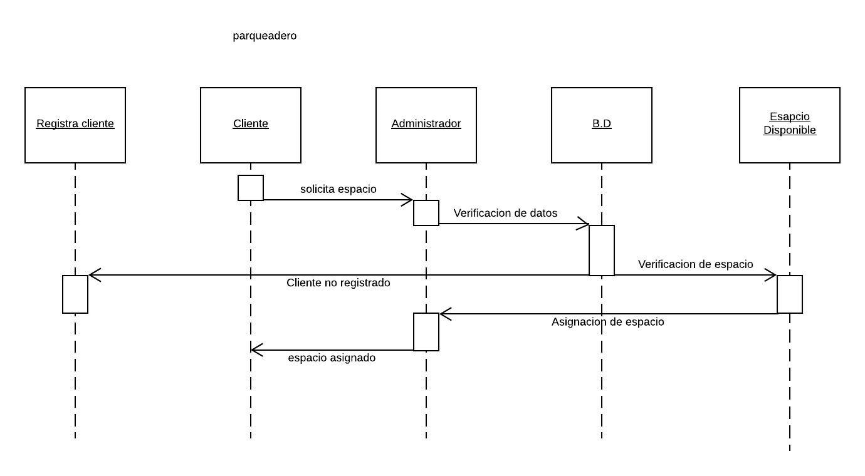 parqueadero
Registra cliente
Cliente
Administrador
B.D
Esapcio
Disponible
solicita espacio
Verificacion de datos
Verificacion de espacio
Cliente no registrado
Asignacion de espacio
espacio asignado